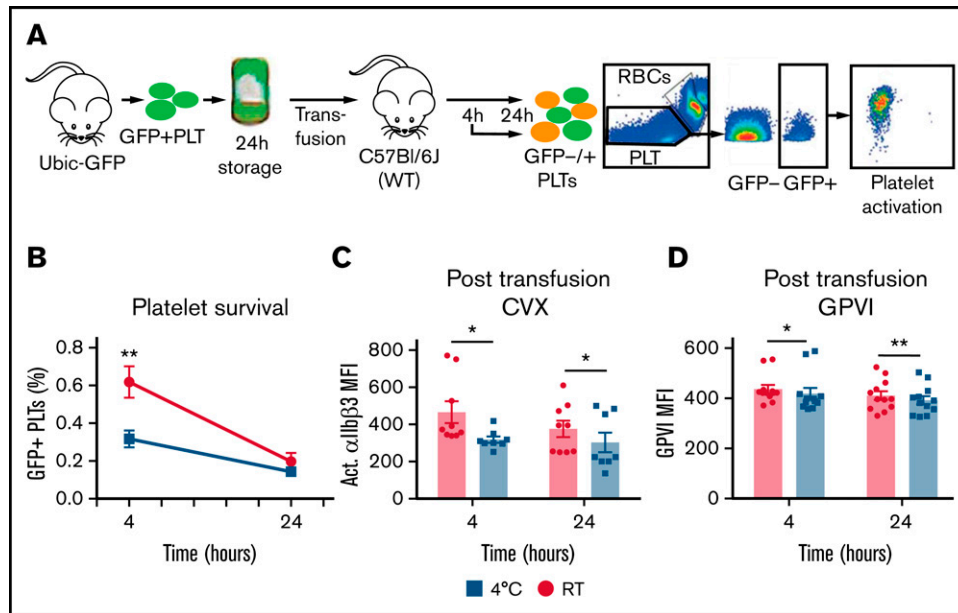 A
Ubic-GFP
GFP+PLT
24h
storage
Trans-
fusion
C57Bl/6J
(WT)
4h
24h
GFP–/+
PLTs
RBCs
PLT
GFP– GFP+
Platelet
activation
B
Platelet survival
**
GFP+ PLTs (%)
0.8
0.6
0.4
0.2
0.0
4
24
Time (hours)
C
Post transfusion
CVX
*
*
Act. αIIbβ3 MFI
800
600
400
200
0
4
24
Time (hours)
D
Post transfusion
GPVI
*
**
GPVI MFI
600
400
200
0
4
24
Time (hours)
4°C
RT